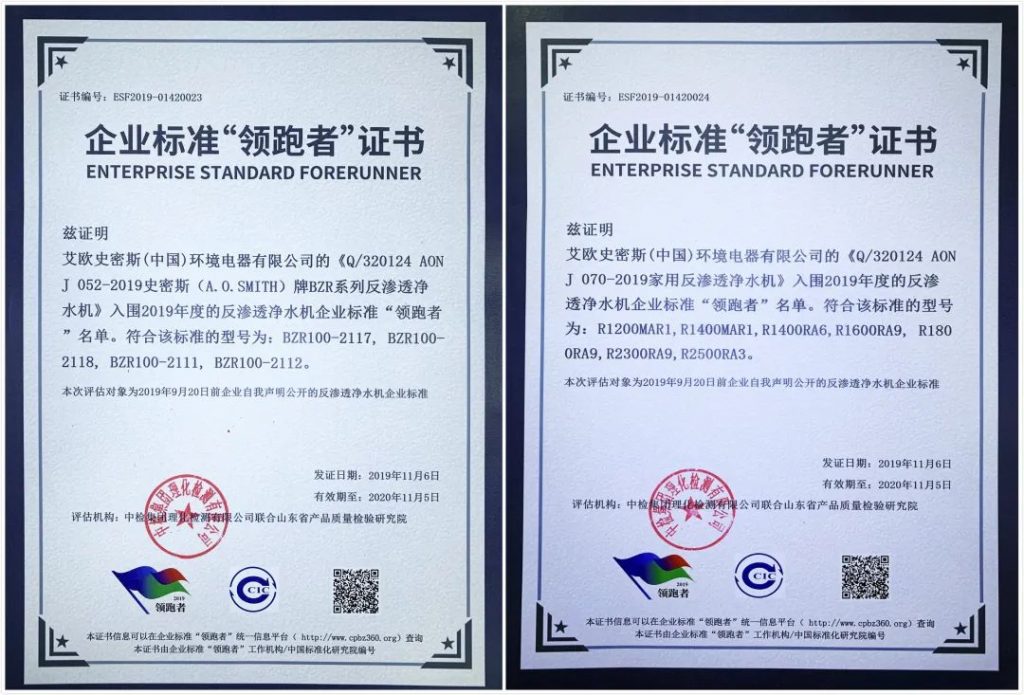 证书编号：ESF2019-01420023
企业标准“领跑者”证书
ENTERPRISE STANDARD FORERUNNER
兹证明
艾欧史密斯(中国)环境电器有限公司的《Q/320124 AON
J 052-2019史密斯（A.O.SMITH）牌BZR系列反渗透净
水机》入围2019年度的反渗透净水机企业标准“领跑者
”名单。符合该标准的型号为：BZR100-2117, BZR100-
2118, BZR100-2111, BZR100-2112。
本次评估对象为2019年9月20日前企业自我声明公开的反渗透净水机企业标准
发证日期：2019年11月6日
有效期至：2020年11月5日
评估机构：中检集团理化检测有限公司联合山东省产品质量检验研究院
中检集团理化检测有限公司
2019
领跑者
CIC
本证书信息可以在企业标准“领跑者”统一信息平台（ http://www.cpbz360.org）查询
本证书由企业标准“领跑者”工作机构/中国标准化研究院编号
证书编号：ESF2019-01420024
企业标准“领跑者”证书
ENTERPRISE STANDARD FORERUNNER
兹证明
艾欧史密斯(中国)环境电器有限公司的《Q/320124 AON
J 070-2019家用反渗透净水机》入围2019年度的反渗
透净水机企业标准“领跑者”名单。符合该标准的型号
为：R1200MAR1,R1400MAR1,R1400RA6,R1600RA9, R180
0RA9,R2300RA9,R2500RA3。
本次评估对象为2019年9月20日前企业自我声明公开的反渗透净水机企业标准
发证日期：2019年11月6日
有效期至：2020年11月5日
评估机构：中检集团理化检测有限公司联合山东省产品质量检验研究院
中检集团理化检测有限公司
2019
领跑者
CIC
本证书信息可以在企业标准“领跑者”统一信息平台（ http://www.cpbz360.org）查询
本证书由企业标准“领跑者”工作机构/中国标准化研究院编号